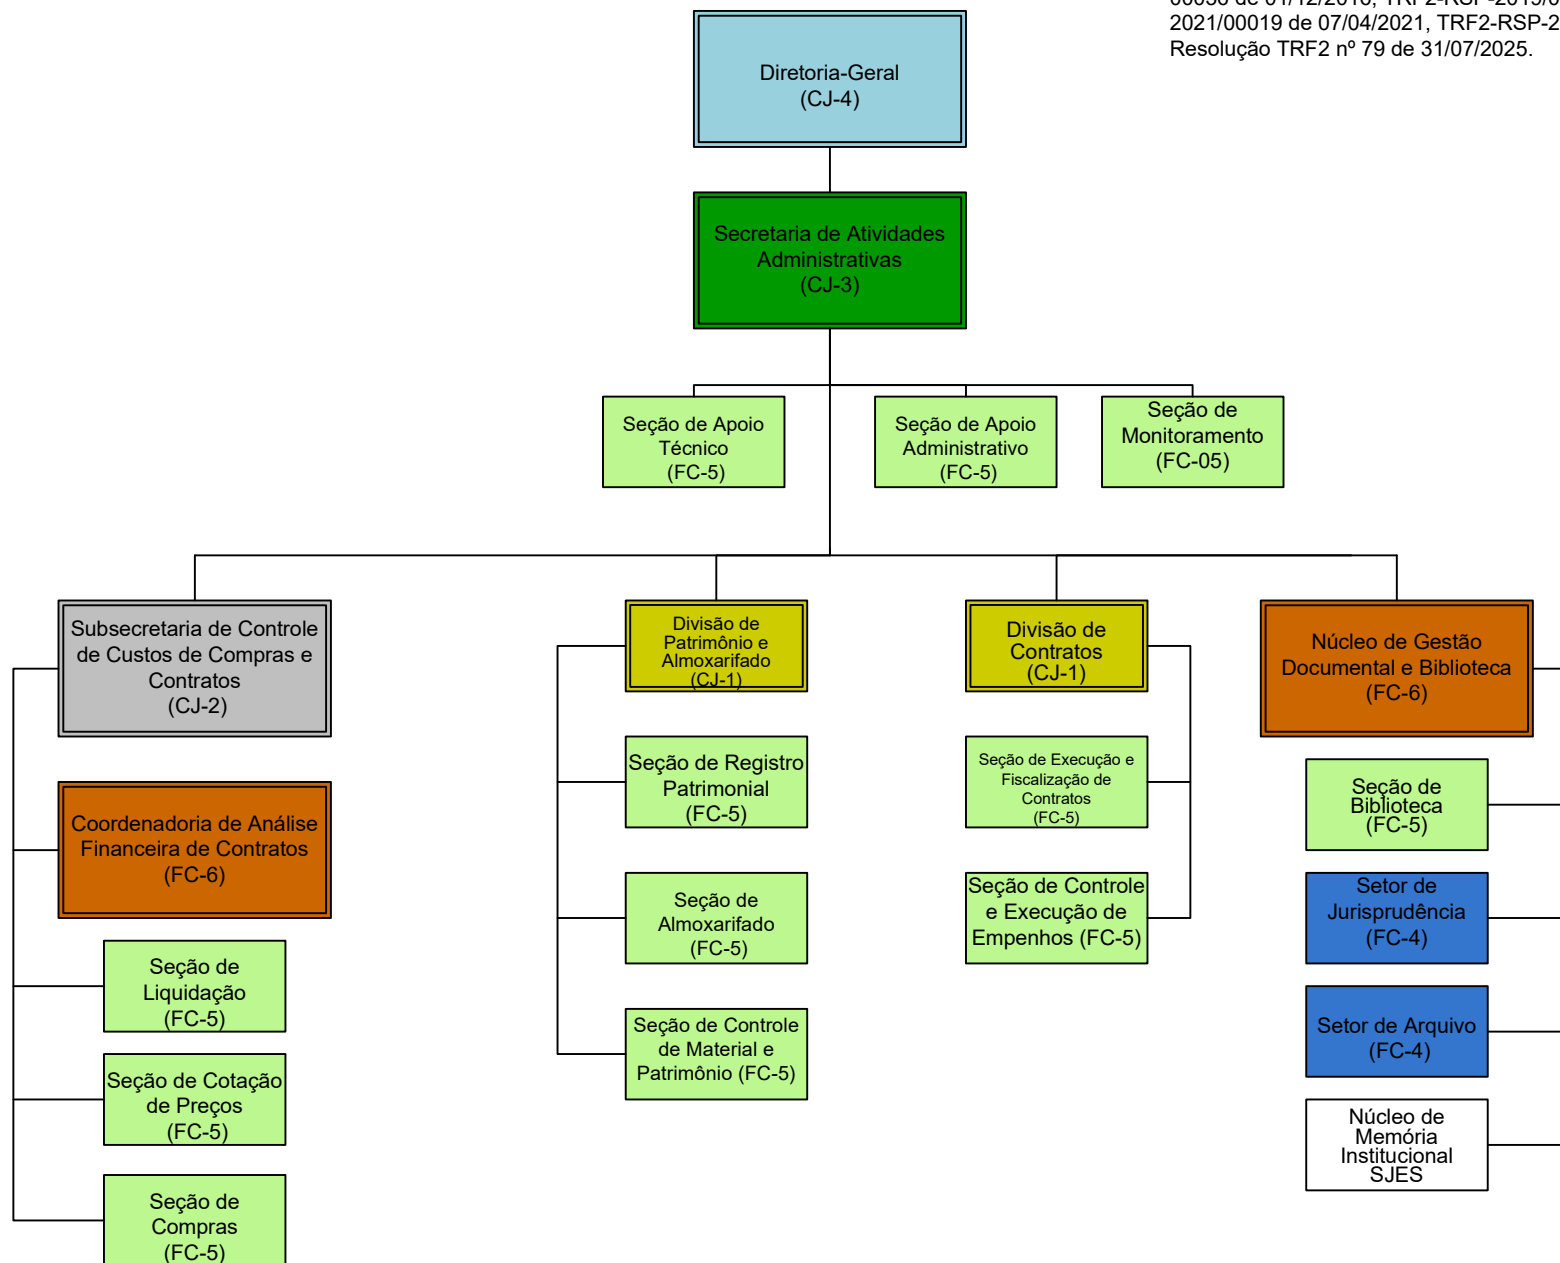 2021/00019 de 07/04/2021, TRF2-RSP-2
Resolução TRF2 nº 79 de 31/07/2025.
Diretoria-Geral
(CJ-4)
Secretaria de Atividades
Administrativas
(CJ-3)
Seção de Apoio
Técnico
(FC-5)
Seção de Apoio
Administrativo
(FC-5)
Seção de
Monitoramento
(FC-05)
Subsecretaria de Controle
de Custos de Compras e
Contratos
(CJ-2)
Divisão de
Patrimônio e
Almoxarifado
(CJ-1)
Divisão de
Contratos
(CJ-1)
Núcleo de Gestão
Documental e Biblioteca
(FC-6)
Coordenadoria de Análise
Financeira de Contratos
(FC-6)
Seção de Registro
Patrimonial
(FC-5)
Seção de Execução e
Fiscalização de
Contratos
(FC-5)
Seção de
Biblioteca
(FC-5)
Seção de
Almoxarifado
(FC-5)
Seção de Controle
e Execução de
Empenhos (FC-5)
Setor de
Jurisprudência
(FC-4)
Seção de
Liquidação
(FC-5)
Seção de Controle
de Material e
Patrimônio (FC-5)
Setor de Arquivo
(FC-4)
Seção de Cotação
de Preços
(FC-5)
Núcleo de
Memória
Institucional
SJES
Seção de
Compras
(FC-5)